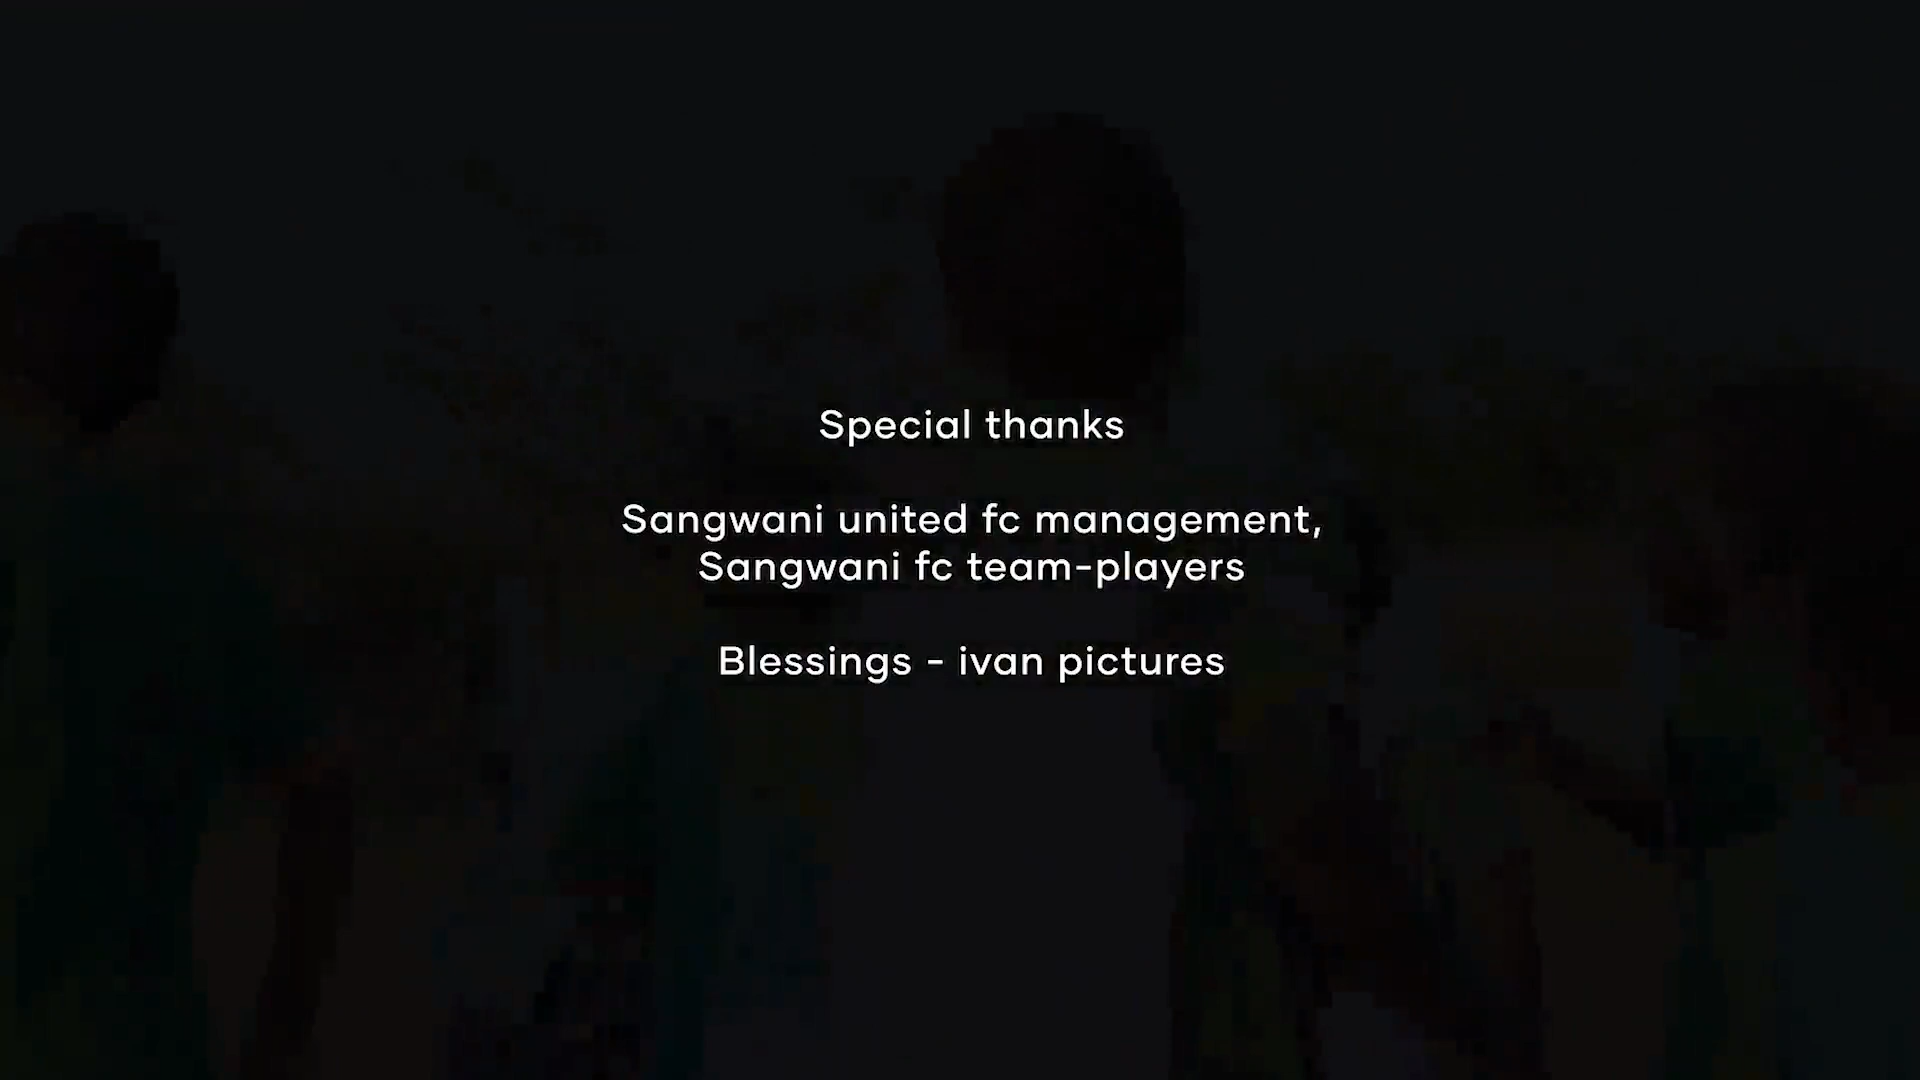 Special thanks
Sangwani united fc management,
Sangwani fc team-players
Blessings - ivan pictures